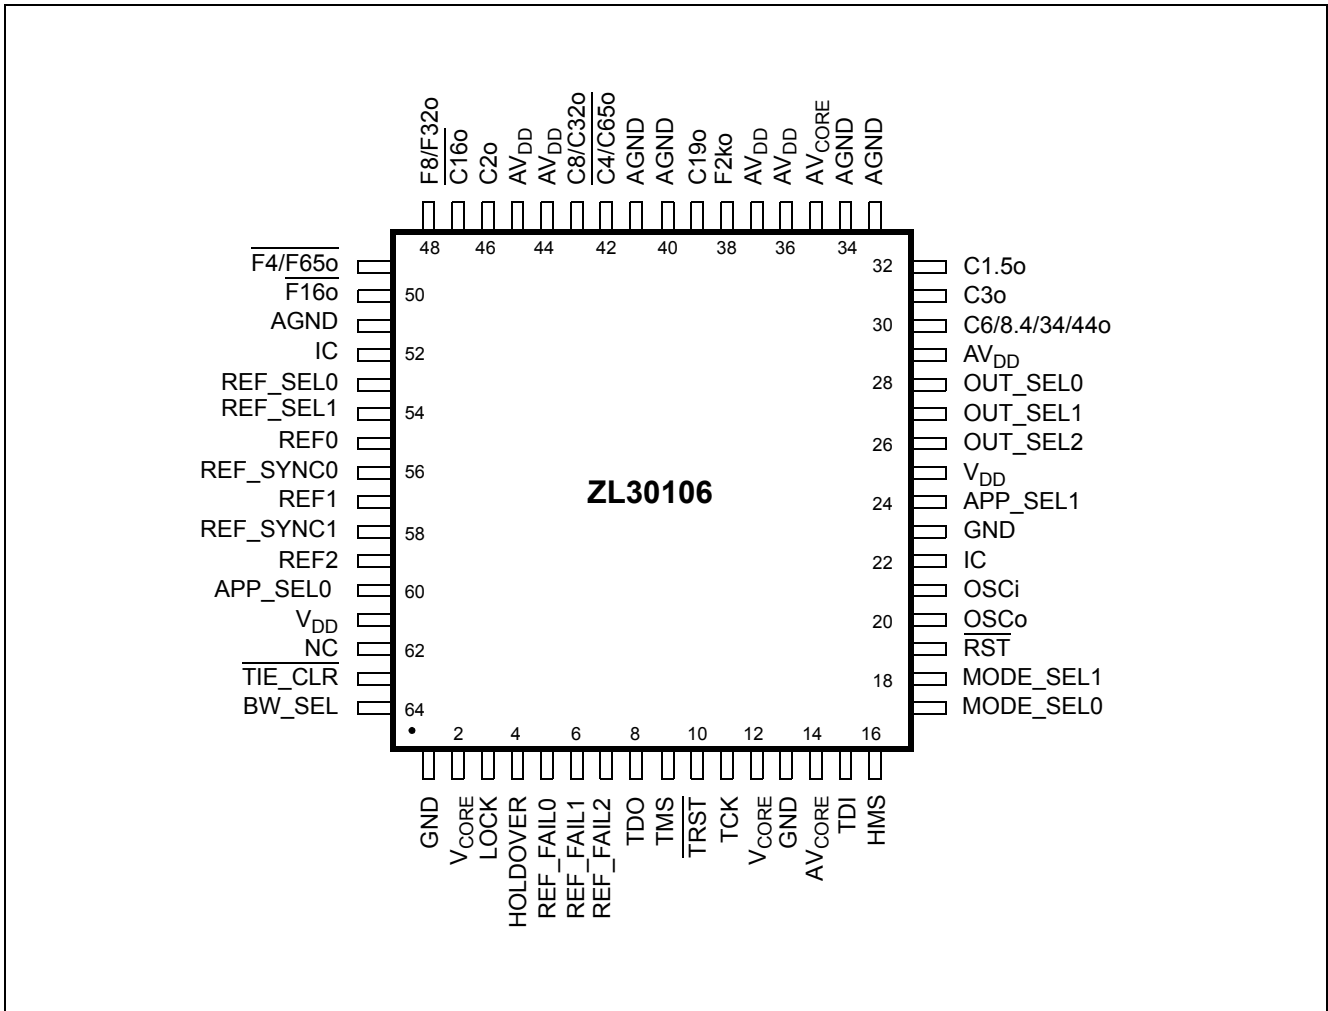 F8/F32o
C16o
C2o
AVDD
AVDD
C8/C32o
C4/C65o
AGND
AGND
C19o
F2ko
AVDD
AVDD
AVCORE
AGND
AGND
48 46 44 42 40 38 36 34
F4/F65o
F16o 50
AGND
IC 52
REF_SEL0
REF_SEL1 54
REF0
REF_SYNC0 56
REF1
REF_SYNC1 58
REF2
APP_SEL0 60
VDD
NC 62
TIE_CLR
BW_SEL 64
ZL30106
32 C1.5o
C3o
30 C6/8.4/34/44o
AVDD
28 OUT_SEL0
OUT_SEL1
26 OUT_SEL2
VDD
24 APP_SEL1
GND
22 IC
OSCi
20 OSCo
RST
18 MODE_SEL1
MODE_SEL0
2 4 6 8 10 12 14 16
GND
VCORE
LOCK
HOLDOVER
REF_FAIL0
REF_FAIL1
REF_FAIL2
TDO
TMS
TRST
TCK
VCORE
GND
AVCORE
TDI
HMS